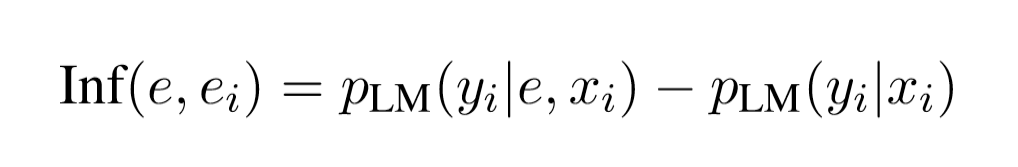 Inf(e, e_i) = p_LM(y_i|e, x_i) − p_LM(y_i|x_i)